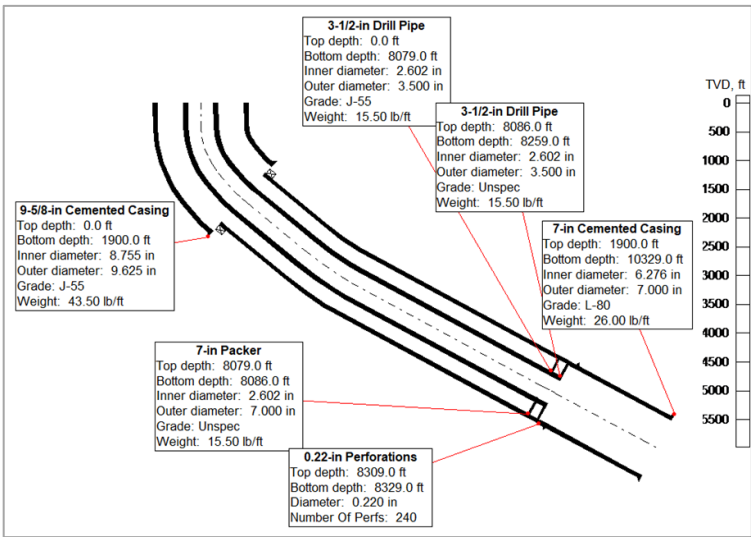 3-1/2-in Drill Pipe
Top depth: 0.0 ft
Bottom depth: 8079.0 ft
Inner diameter: 2.602 in
Outer diameter: 3.500 in
Grade: J-55
Weight: 15.50 lb/ft
3-1/2-in Drill Pipe
Top depth: 8086.0 ft
Bottom depth: 8259.0 ft
Inner diameter: 2.602 in
Outer diameter: 3.500 in
Grade: Unspec
Weight: 15.50 lb/ft
9-5/8-in Cemented Casing
Top depth: 0.0 ft
Bottom depth: 1900.0 ft
Inner diameter: 8.755 in
Outer diameter: 9.625 in
Grade: J-55
Weight: 43.50 lb/ft
7-in Cemented Casing
Top depth: 1900.0 ft
Bottom depth: 10329.0 ft
Inner diameter: 6.276 in
Outer diameter: 7.000 in
Grade: L-80
Weight: 26.00 lb/ft
7-in Packer
Top depth: 8079.0 ft
Bottom depth: 8086.0 ft
Inner diameter: 2.602 in
Outer diameter: 7.000 in
Grade: Unspec
Weight: 15.50 lb/ft
0.22-in Perforations
Top depth: 8309.0 ft
Bottom depth: 8329.0 ft
Diameter: 0.220 in
Number Of Perfs: 240
TVD, ft
0
500
1000
1500
2000
2500
3000
3500
4000
4500
5000
5500